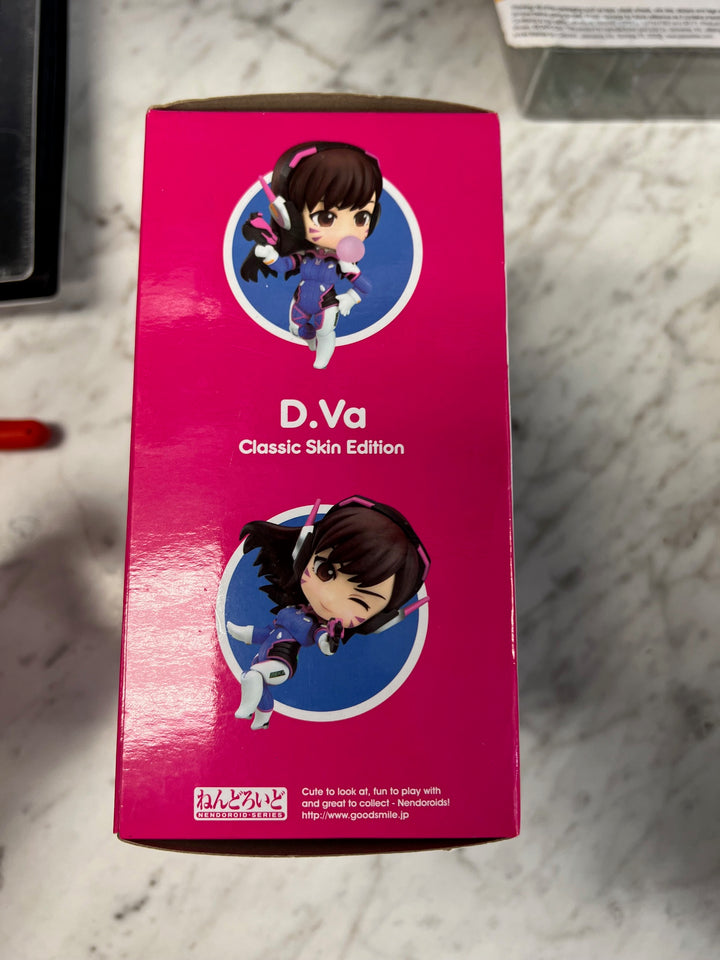 D.Va
Classic Skin Edition
ねんどろいど
NENDOROID·SERIES
Cute to look at, fun to play with
and great to collect - Nendoroids!
http://www.goodsmile.jp